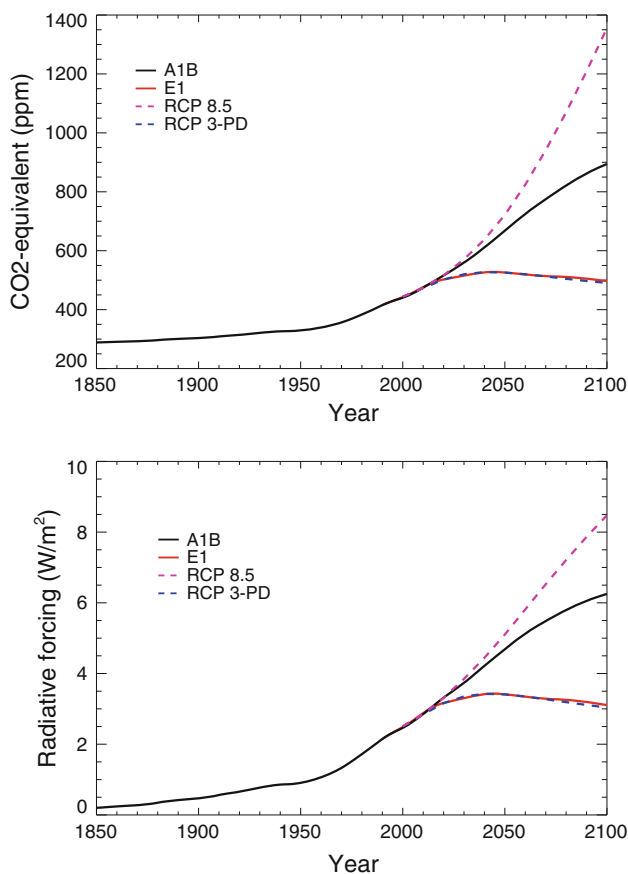 1400
1200
1000
800
600
400
200
CO2-equivalent (ppm)
A1B
E1
RCP 8.5
RCP 3-PD
1850 1900 1950 2000 2050 2100
Year
10
8
6
4
2
0
Radiative forcing (W/m²)
A1B
E1
RCP 8.5
RCP 3-PD
1850 1900 1950 2000 2050 2100
Year